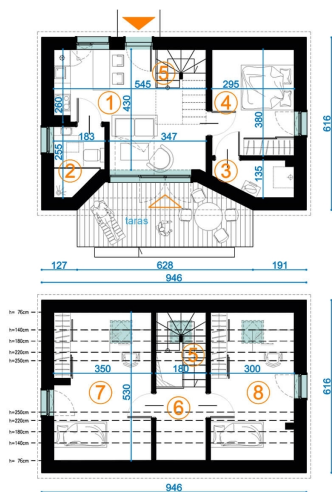 5
545
295
1
4
260
430
380
616
183
347
255
2
3
135
taras
127
628
191
946
h= 76cm
h=140cm
h=180cm
h=220cm
h=250cm
5
350
180
300
7
530
6
8
616
h=250cm
h=220cm
h=180cm
h=140cm
h= 76cm
946